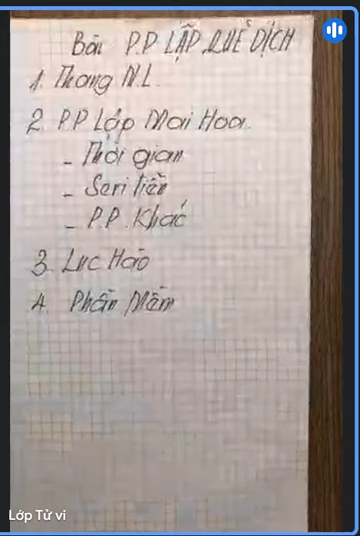 Bài P.P LẬP QUẺ DỊCH
1. Thang N.L.
2. P.P Lập Mai Hoa.
- Thời gian
- Seri tiền
- P.P. Khác
3. Lục Hào
4. Phần Mềm
Lớp Tử vi